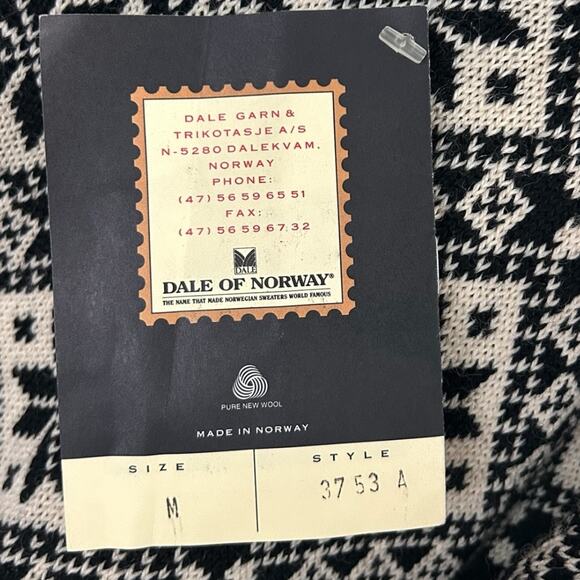 DALE GARN &
TRIKOTASJE A/S
N-5280 DALEKVAM,
NORWAY
PHONE:
(47) 56 59 65 51
FAX:
(47) 56 59 67 32
DALE
DALE OF NORWAY®
THE NAME THAT MADE NORWEGIAN SWEATERS WORLD FAMOUS
PURE NEW WOOL
MADE IN NORWAY
SIZE STYLE
M 3753 A